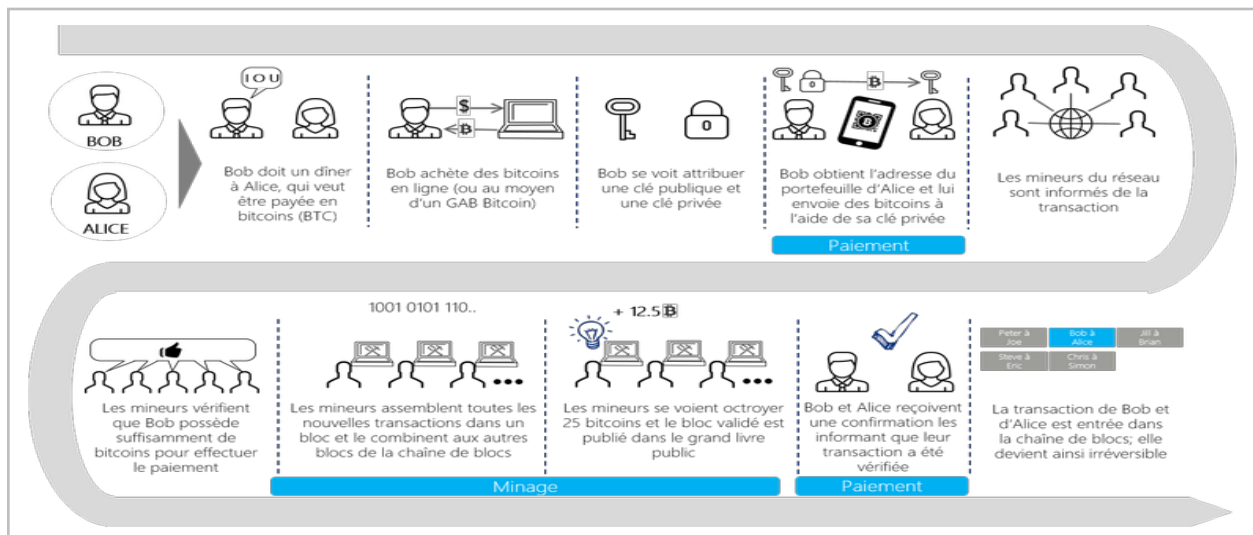 BOB
ALICE
IOU
Bob doit un dîner
à Alice, qui veut
être payée en
bitcoins (BTC)
$
B
Bob achète des bitcoins
en ligne (ou au moyen
d'un GAB Bitcoin)
Bob se voit attribuer
une clé publique et
une clé privée
B
Bob obtient l'adresse du
portefeuille d'Alice et lui
envoie des bitcoins à
l'aide de sa clé privée
Paiement
Les mineurs du réseau
sont informés de la
transaction
Les mineurs vérifient
que Bob possède
suffisamment de
bitcoins pour effectuer
le paiement
1001 0101 110..
Les mineurs assemblent toutes les
nouvelles transactions dans un
bloc et le combinent aux autres
blocs de la chaîne de blocs
+ 12.5 B
Les mineurs se voient octroyer
25 bitcoins et le bloc validé est
publié dans le grand livre
public
Minage
Bob et Alice reçoivent
une confirmation les
informant que leur
transaction a été
vérifiée
Paiement
Peter à
Joe
Bob à
Alice
Jill à
Brian
Steve à
Eric
Chris à
Simon
La transaction de Bob et
d'Alice est entrée dans
la chaîne de blocs; elle
devient ainsi irréversible